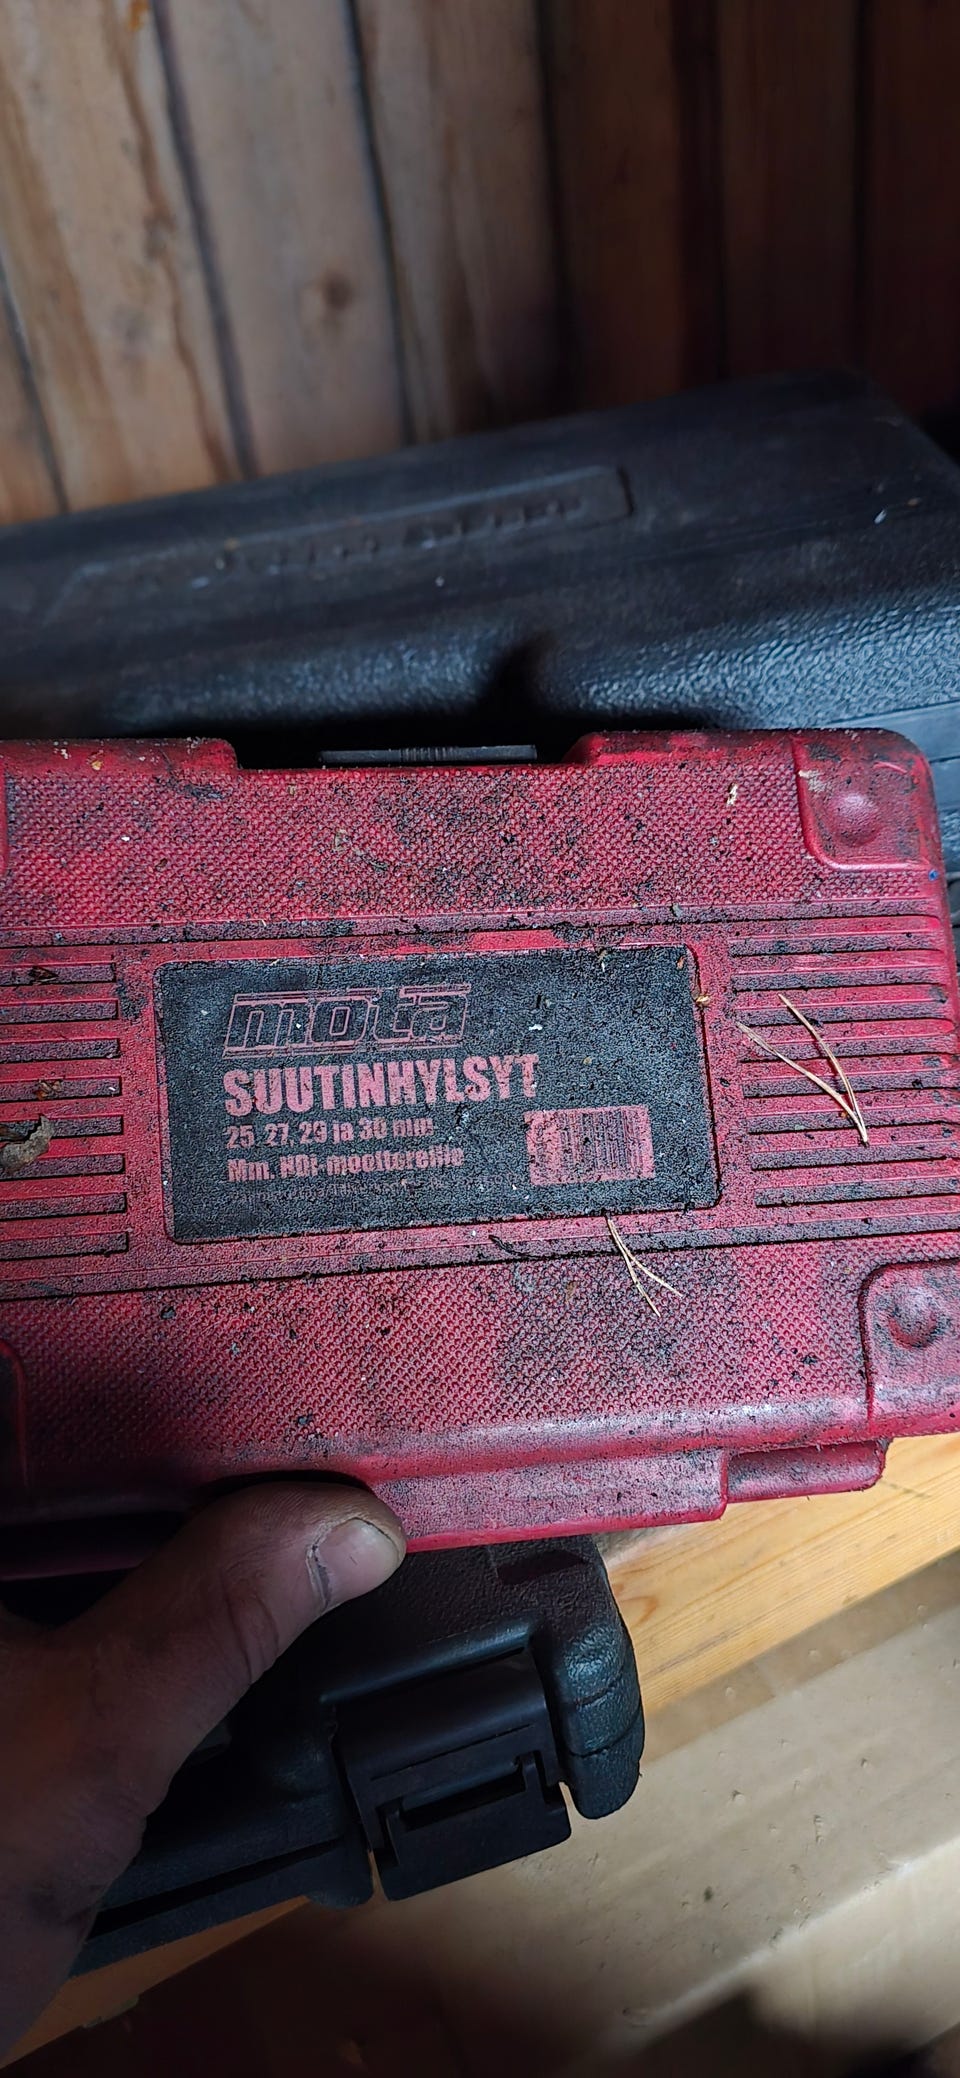 mota
SUUTINHYLSYT
25, 27, 29 ja 30 mm
Mm. HDi-moottoreille